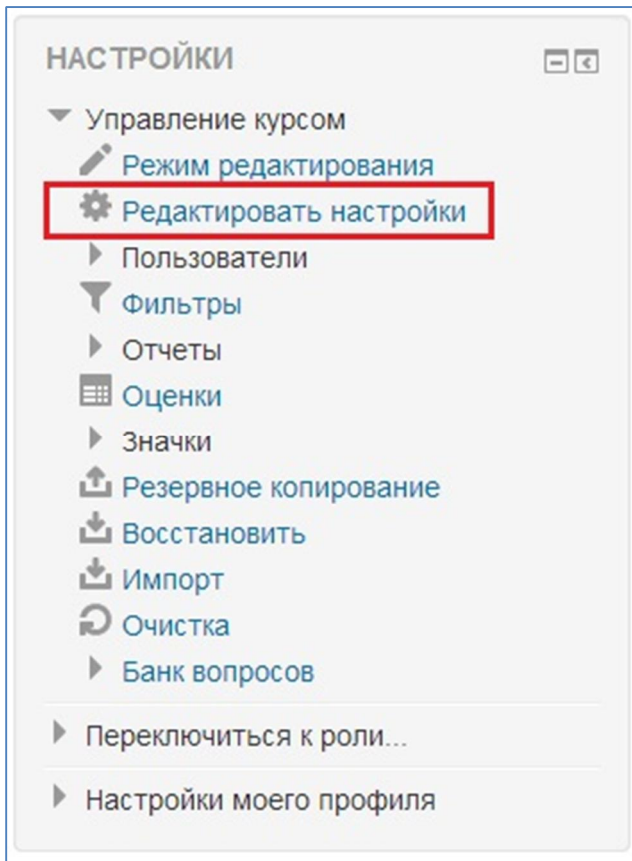 НАСТРОЙКИ
Управление курсом
Режим редактирования
Редактировать настройки
Пользователи
Фильтры
Отчеты
Оценки
Значки
Резервное копирование
Восстановить
Импорт
Очистка
Банк вопросов
Переключиться к роли...
Настройки моего профиля